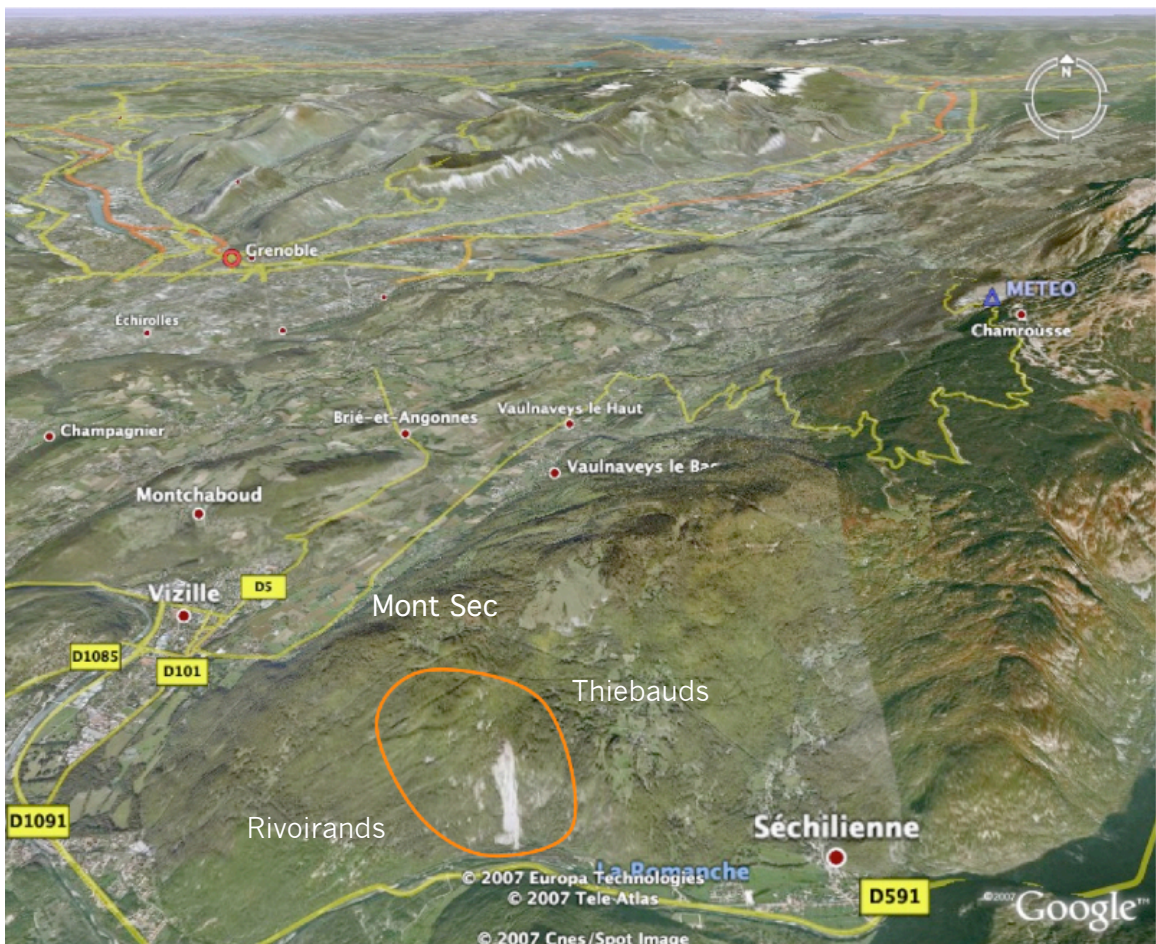 N
Grenoble
METEO
Échirolles
Chamrousse
Vaulnaveys le Haut
Brié-et-Angonnes
Champagnier
Vaulnaveys le Bas
Montchaboud
D5
Vizille
Mont Sec
D1085
D101
Thiebauds
D1091
Rivoirands
Séchilienne
La Romanche
© 2007 Europa Technologies
D591
© 2007 Tele Atlas
©2007 Google™
© 2007 Cnes/Spot Image